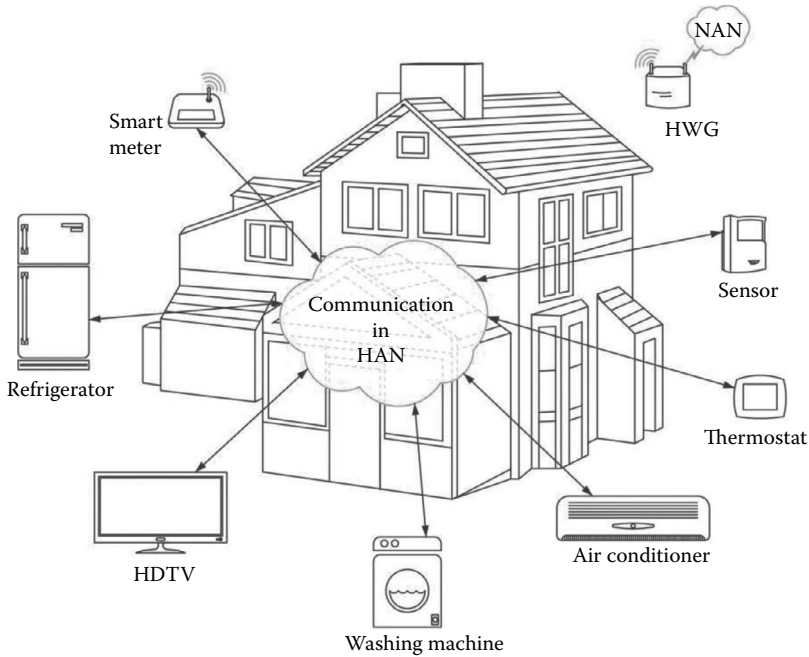 NAN
HWG
Smart
meter
Sensor
Communication
in
HAN
Refrigerator
Thermostat
HDTV
Air conditioner
Washing machine